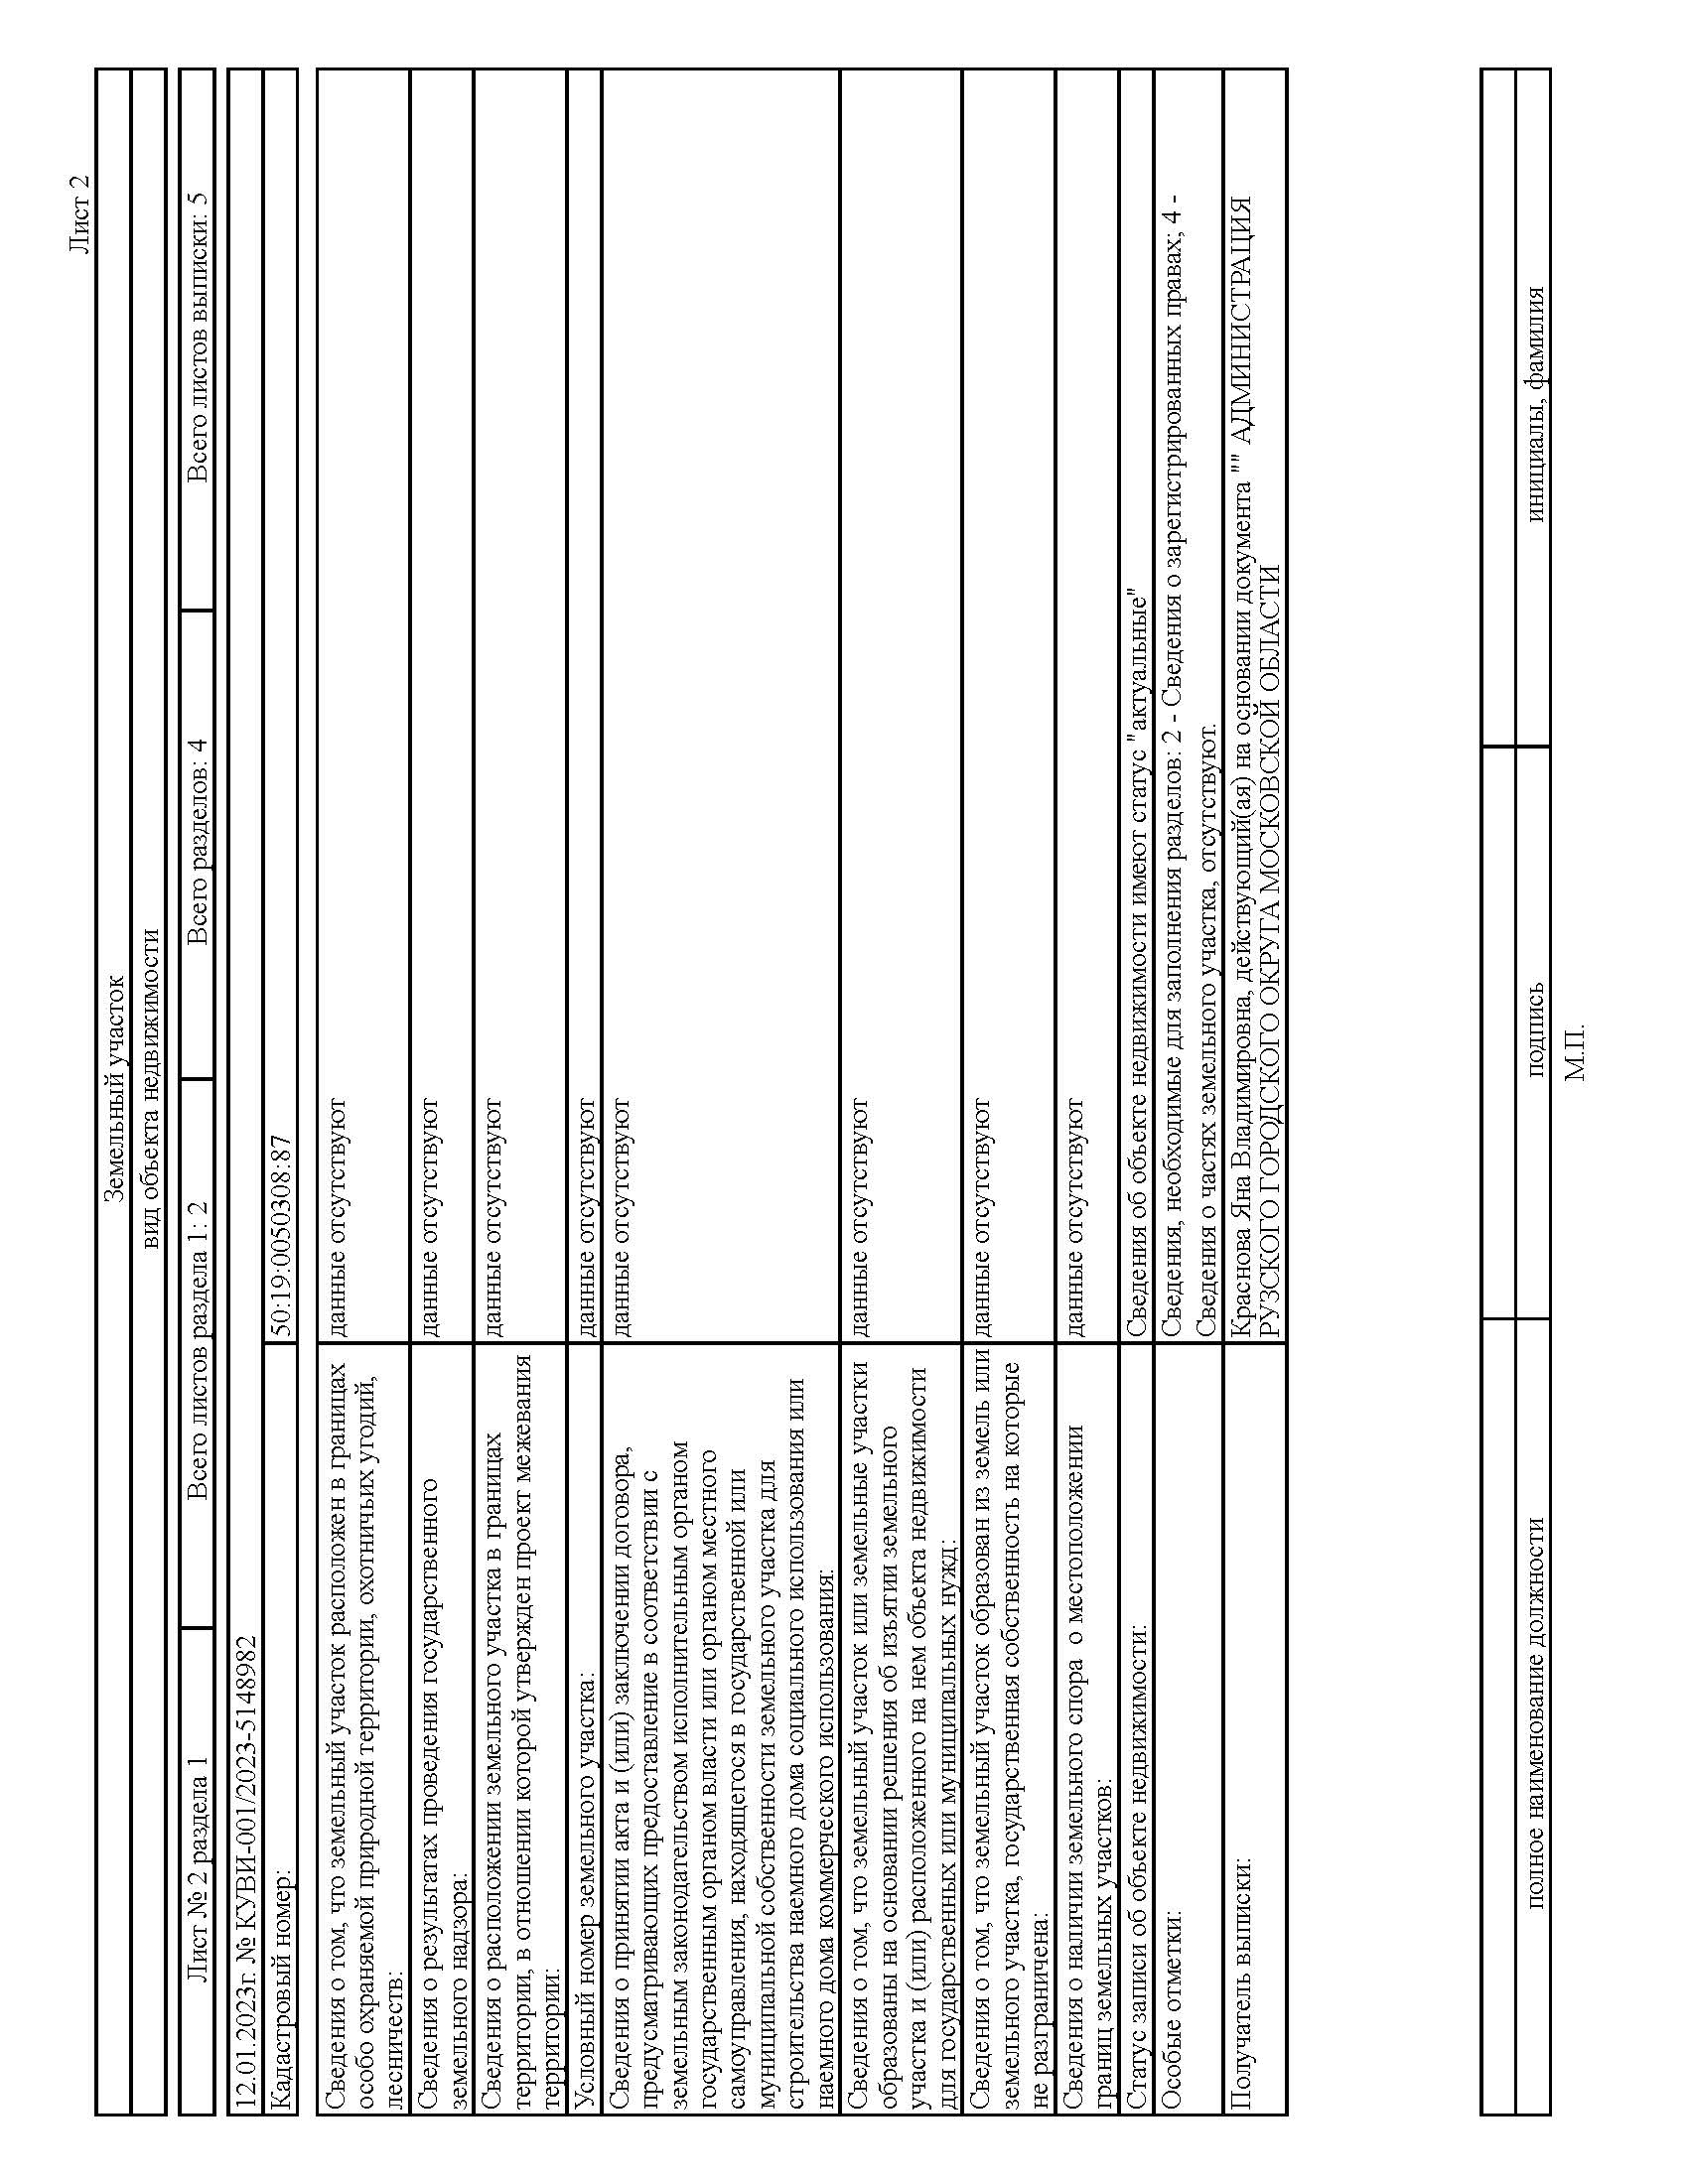 Лист 2
Земельный участок
вид объекта недвижимости
Лист № 2 раздела 1
Всего листов раздела 1: 2
Всего разделов: 4
Всего листов выписки: 5
12.01.2023г. № КУВИ-001/2023-5148982
Кадастровый номер:
50:19:0050308:87
Сведения о том, что земельный участок расположен в границах
особо охраняемой природной территории, охотничьих угодий,
лесничеств:
данные отсутствуют
Сведения о результатах проведения государственного
земельного надзора:
данные отсутствуют
Сведения о расположении земельного участка в границах
территории, в отношении которой утвержден проект межевания
территории:
данные отсутствуют
Условный номер земельного участка:
данные отсутствуют
Сведения о принятии акта и (или) заключении договора,
предусматривающих предоставление в соответствии с
земельным законодательством исполнительным органом
государственным органом власти или органом местного
самоуправления, находящегося в государственной или
муниципальной собственности земельного участка для
строительства наемного дома социального использования или
наемного дома коммерческого использования:
данные отсутствуют
Сведения о том, что земельный участок или земельные участки
образованы на основании решения об изъятии земельного
участка и (или) расположенного на нем объекта недвижимости
для государственных или муниципальных нужд:
данные отсутствуют
Сведения о том, что земельный участок образован из земель или
земельного участка, государственная собственность на которые
не разграничена:
данные отсутствуют
Сведения о наличии земельного спора о местоположении
границ земельных участков:
данные отсутствуют
Статус записи об объекте недвижимости:
Сведения об объекте недвижимости имеют статус "актуальные"
Особые отметки:
Сведения, необходимые для заполнения разделов: 2 - Сведения о зарегистрированных правах; 4 -
Сведения о частях земельного участка, отсутствуют.
Получатель выписки:
Краснова Яна Владимировна, действующий(ая) на основании документа "" АДМИНИСТРАЦИЯ
РУЗСКОГО ГОРОДСКОГО ОКРУГА МОСКОВСКОЙ ОБЛАСТИ
полное наименование должности
подпись
инициалы, фамилия
М.П.